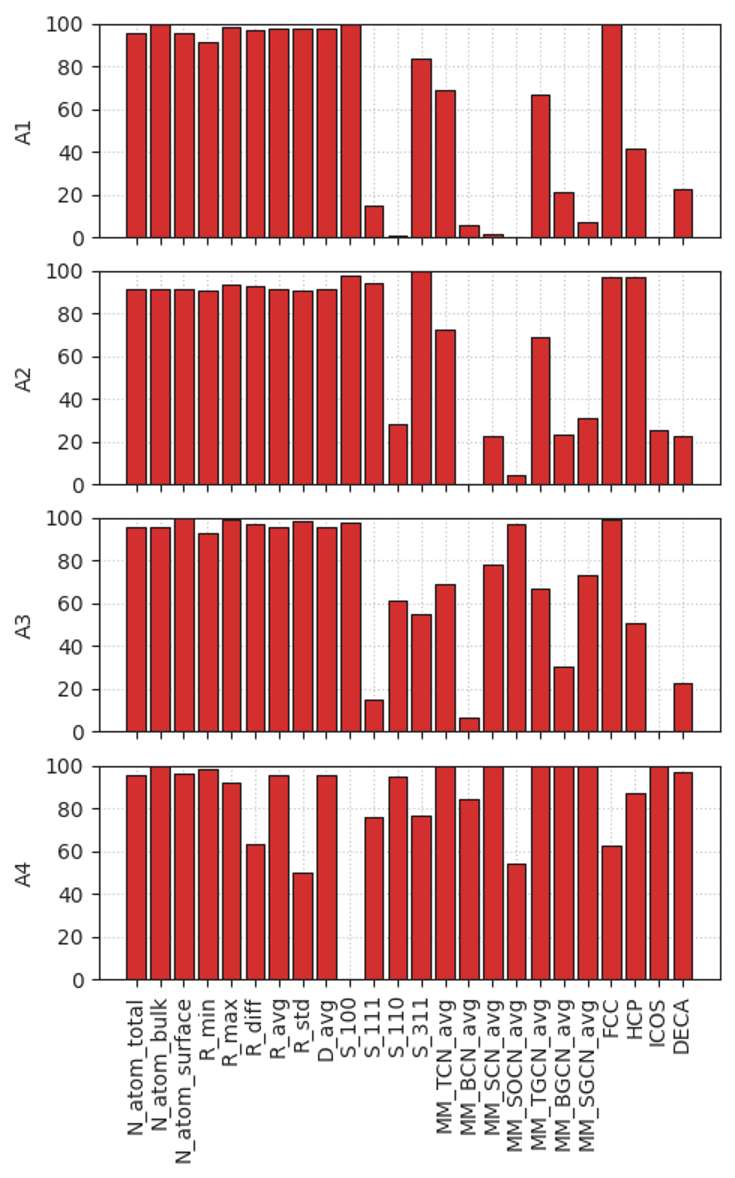 100
80
60
40
20
0
A1
100
80
60
40
20
0
A2
100
80
60
40
20
0
A3
100
80
60
40
20
0
A4
N_atom_total
N_atom_bulk
N_atom_surface
R_min
R_max
R_diff
R_avg
R_std
D_avg
S_100
S_111
S_110
S_311
MM_TCN_avg
MM_BCN_avg
MM_SCN_avg
MM_SOCN_avg
MM_TGCN_avg
MM_BGCN_avg
MM_SGCN_avg
FCC
HCP
ICOS
DECA